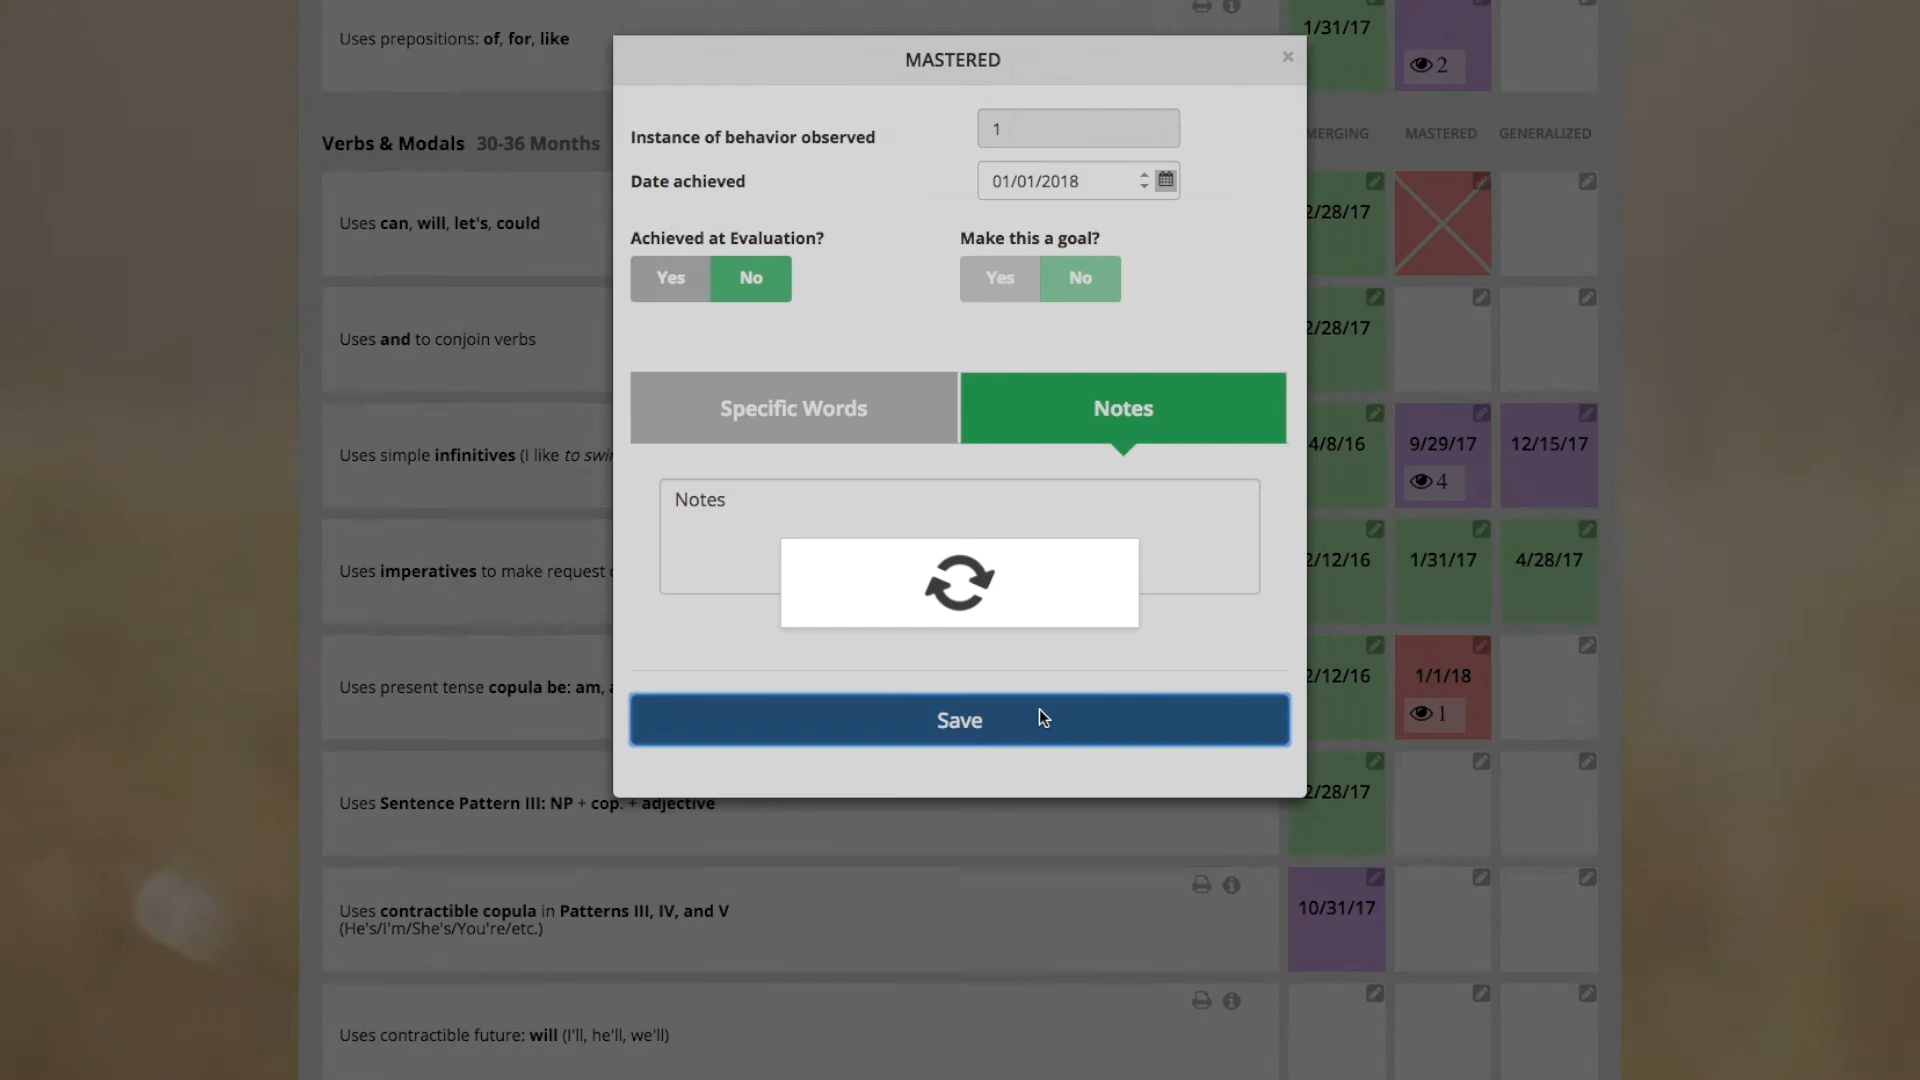 Uses prepositions: of, for, like
1/31/17
2
MASTERED
×
Instance of behavior observed
1
Date achieved
01/01/2018
Achieved at Evaluation?
Make this a goal?
Yes
No
Yes
No
Specific Words
Notes
Notes
Save
Verbs & Modals 30-36 Months
MERGING
MASTERED
GENERALIZED
Uses can, will, let's, could
2/28/17
Uses and to conjoin verbs
2/28/17
Uses simple infinitives (I like to swi
4/8/16
9/29/17
4
12/15/17
Uses imperatives to make request
2/12/16
1/31/17
4/28/17
Uses present tense copula be: am,
2/12/16
1/1/18
1
Uses Sentence Pattern III: NP + cop. + adjective
2/28/17
Uses contractible copula in Patterns III, IV, and V
(He's/I'm/She's/You're/etc.)
10/31/17
Uses contractible future: will (I'll, he'll, we'll)